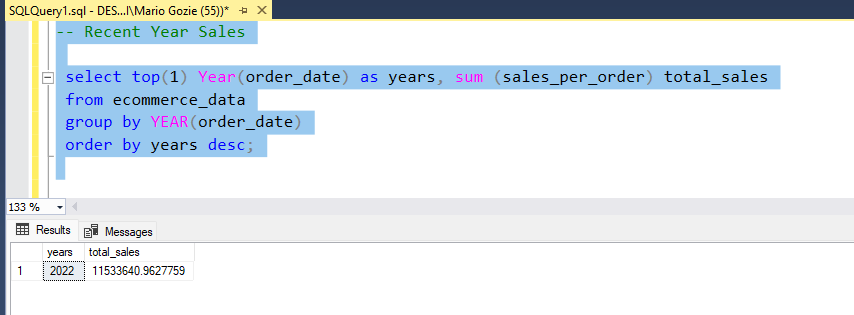 SQLQuery1.sql - DES...I\Mario Gozie (55))*
-- Recent Year Sales
select top(1) Year(order_date) as years, sum (sales_per_order) total_sales
from ecommerce_data
group by YEAR(order_date)
order by years desc;
133 %
Results Messages
years total_sales
1 2022 11533640.9627759